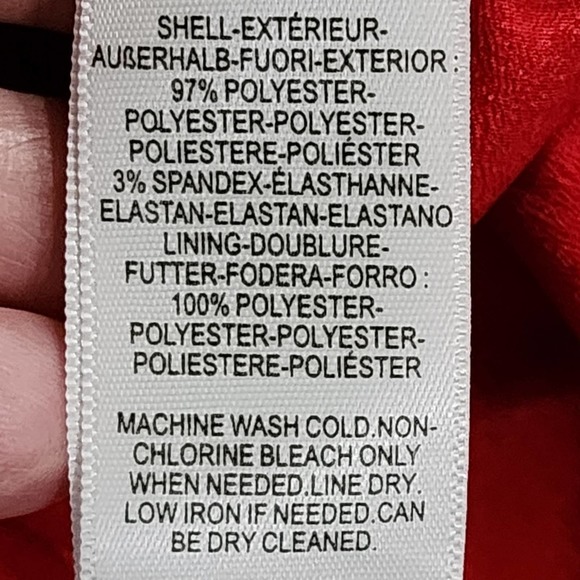 SHELL-EXTÉRIEUR-
AUßERHALB-FUORI-EXTERIOR :
97% POLYESTER-
POLYESTER-POLYESTER-
POLIESTERE-POLIÉSTER
3% SPANDEX-ÉLASTHANNE-
ELASTAN-ELASTAN-ELASTANO
LINING-DOUBLURE-
FUTTER-FODERA-FORRO :
100% POLYESTER-
POLYESTER-POLYESTER-
POLIESTERE-POLIÉSTER
MACHINE WASH COLD.NON-
CHLORINE BLEACH ONLY
WHEN NEEDED.LINE DRY.
LOW IRON IF NEEDED.CAN
BE DRY CLEANED.